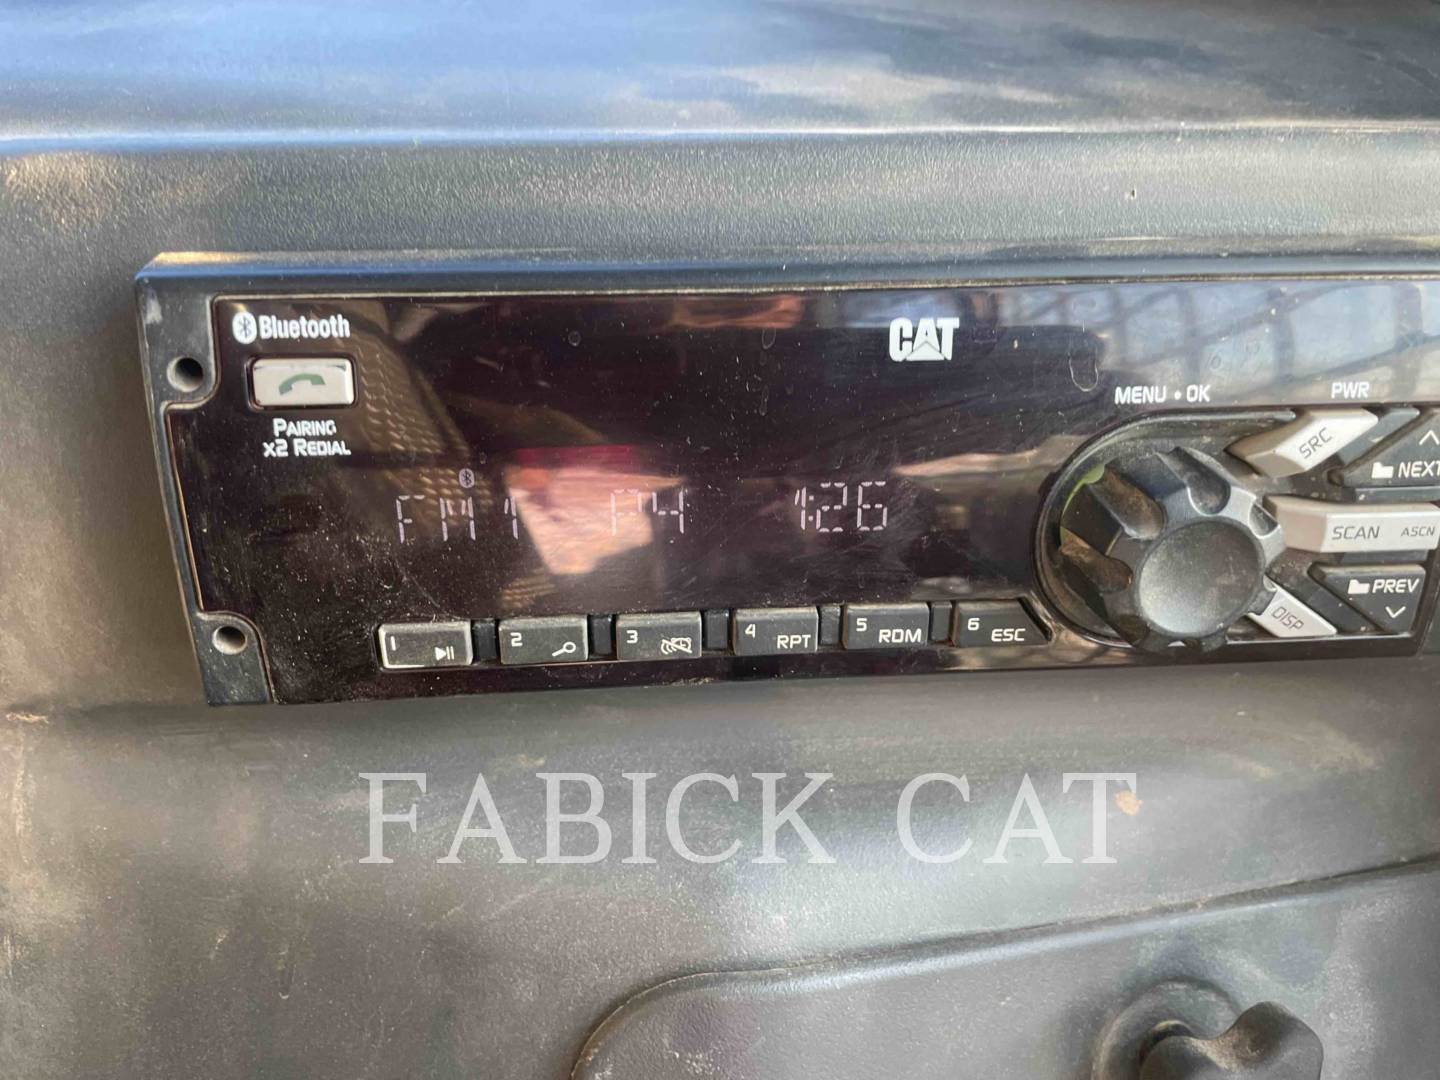 Bluetooth
CAT
PAIRING
x2 REDIAL
MENU • OK
PWR
SRC
NEXT
FM1 P4 1:26
SCAN ASCN
PREV
DISP
1
2
3
4 RPT
5 RDM
6 ESC
FABICK CAT